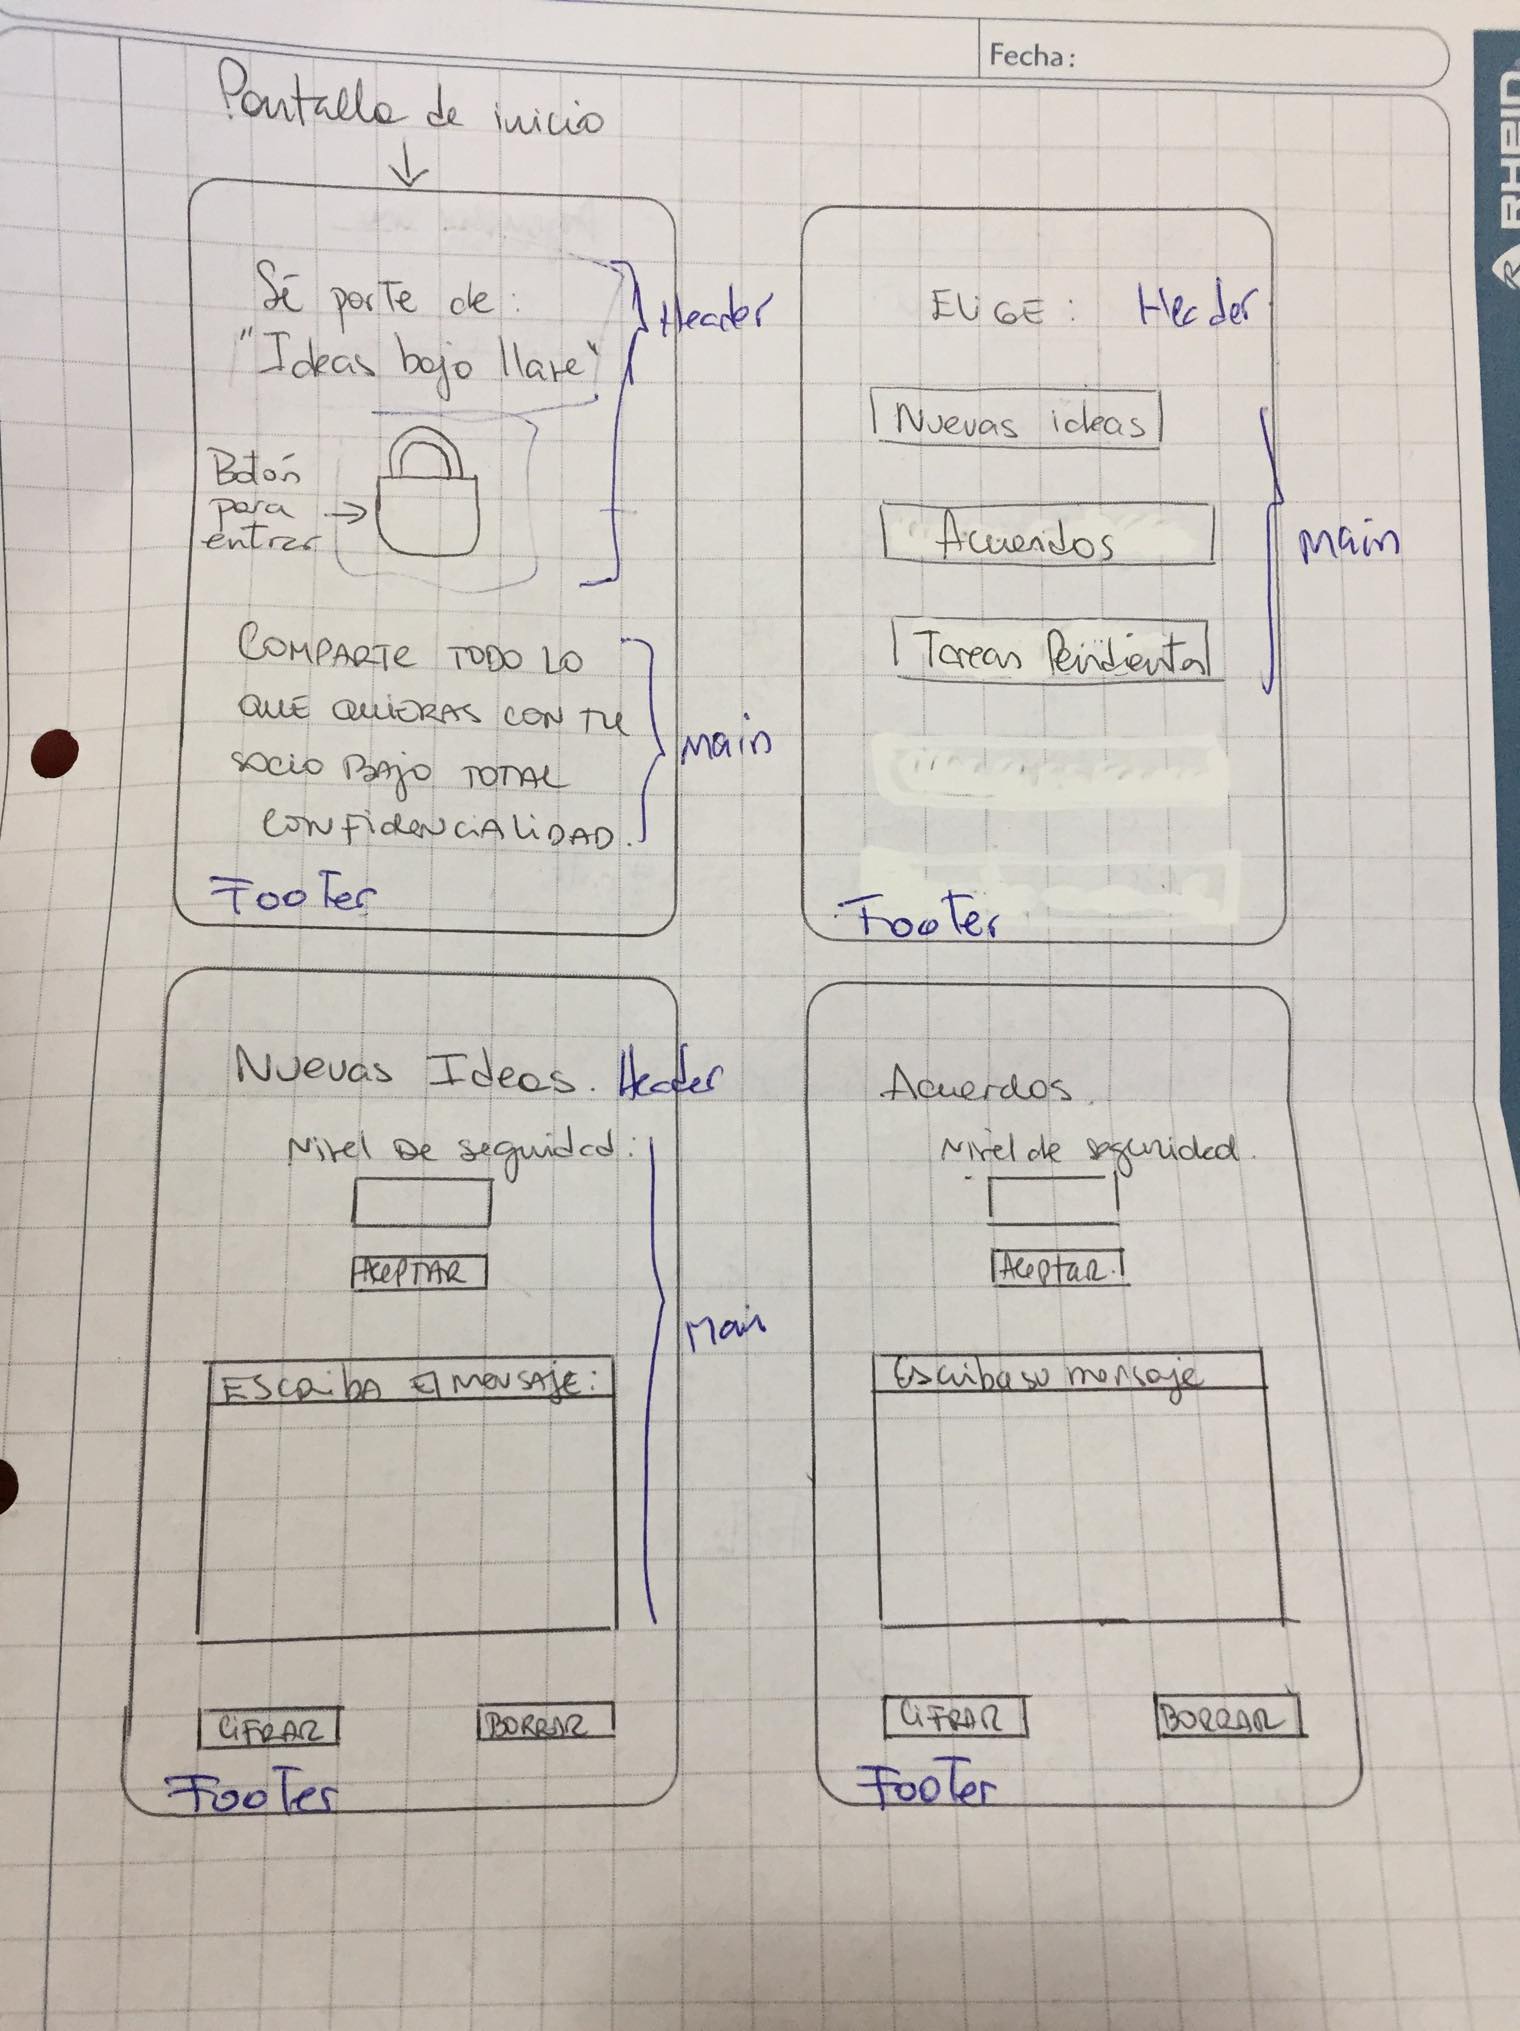 Fecha:
RHEIN
Pantalla de inicio
Sé parte de:
"Ideas bajo llave"
Header
Botón
para
entrar
COMPARTE TODO LO
QUE QUIERAS CON TU
SOCIO BAJO TOTAL
CONFIDENCIALIDAD.
Main
Footer
ELIGE:
Header
Nuevas ideas
Acuerdos
Tareas Pendientes
Main
Footer
Nuevas Ideas.
Header
Nivel De seguridad:
ACEPTAR
ESCRIBA El MENSAJE:
Main
CIFRAR
BORRAR
Footer
Acuerdos.
Nivel de seguridad.
Aceptar.
Escriba su mensaje
CIFRAR
BORRAR
Footer